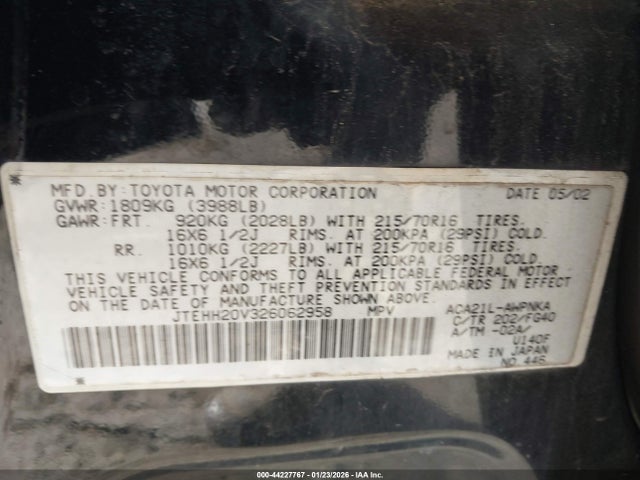 MFD. BY: TOYOTA MOTOR CORPORATION DATE 05/02
GVWR: 1809KG (3988LB)
GAWR: FRT. 920KG (2028LB) WITH 215/70R16 TIRES.
16X6 1/2J RIMS. AT 200KPA (29PSI) COLD.
RR. 1010KG (2227LB) WITH 215/70R16 TIRES.
16X6 1/2J RIMS. AT 200KPA (29PSI) COLD.
THIS VEHICLE CONFORMS TO ALL APPLICABLE FEDERAL MOTOR
VEHICLE SAFETY AND THEFT PREVENTION STANDARDS IN EFFECT
ON THE DATE OF MANUFACTURE SHOWN ABOVE.
JTEHH20V326062958 MPV
ACA21L-AWPNKA
C/TR 202/FG40
A/TM -02A/
U140F
MADE IN JAPAN
NO. 446
000-44227767 - 01/23/2026 - IAA Inc.